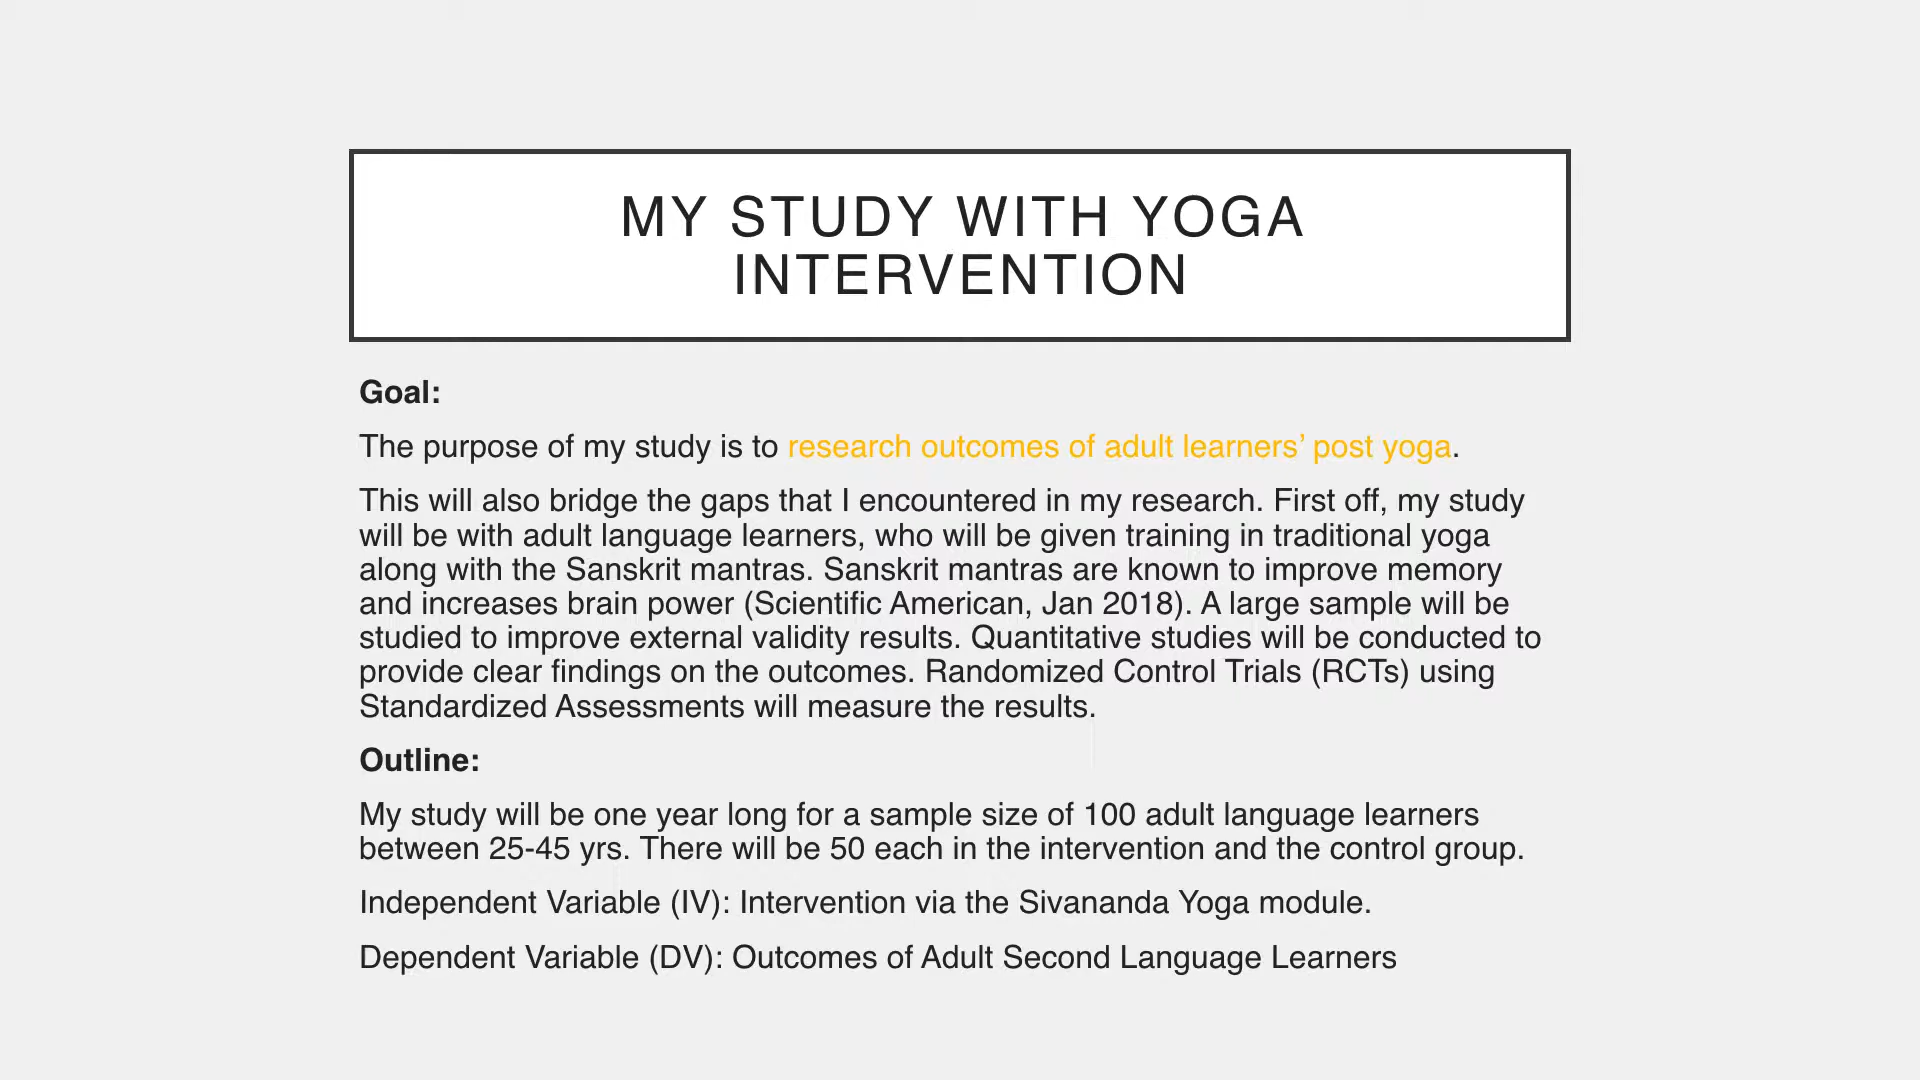 MY STUDY WITH YOGA
INTERVENTION
Goal:
The purpose of my study is to research outcomes of adult learners’ post yoga.
This will also bridge the gaps that I encountered in my research. First off, my study
will be with adult language learners, who will be given training in traditional yoga
along with the Sanskrit mantras. Sanskrit mantras are known to improve memory
and increases brain power (Scientific American, Jan 2018). A large sample will be
studied to improve external validity results. Quantitative studies will be conducted to
provide clear findings on the outcomes. Randomized Control Trials (RCTs) using
Standardized Assessments will measure the results.
Outline:
My study will be one year long for a sample size of 100 adult language learners
between 25-45 yrs. There will be 50 each in the intervention and the control group.
Independent Variable (IV): Intervention via the Sivananda Yoga module.
Dependent Variable (DV): Outcomes of Adult Second Language Learners